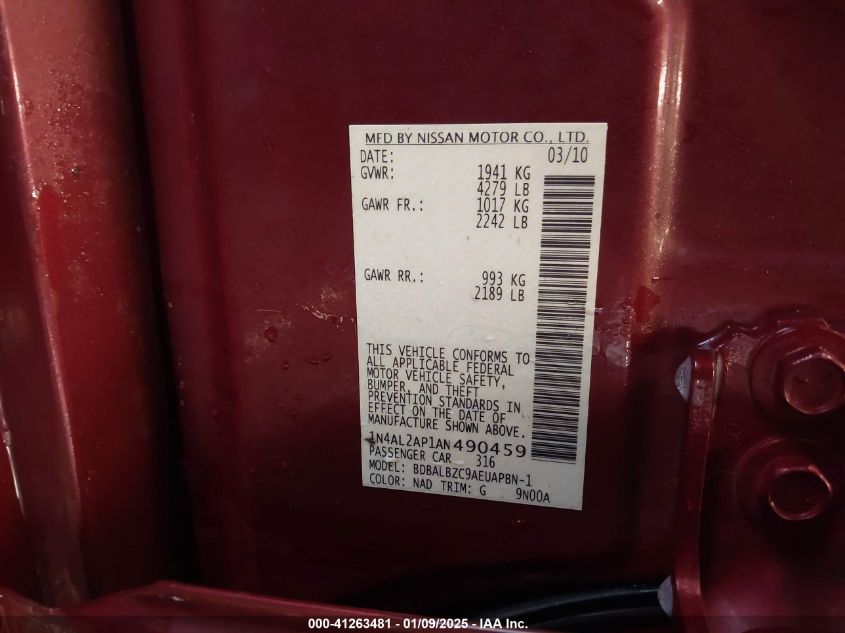 MFD BY NISSAN MOTOR CO., LTD.
DATE: 03/10
GVWR: 1941 KG
4279 LB
GAWR FR.: 1017 KG
2242 LB
GAWR RR.: 993 KG
2189 LB
THIS VEHICLE CONFORMS TO
ALL APPLICABLE FEDERAL
MOTOR VEHICLE SAFETY,
BUMPER, AND THEFT
PREVENTION STANDARDS IN
EFFECT ON THE DATE OF
MANUFACTURE SHOWN ABOVE.
1N4AL2AP1AN490459
PASSENGER CAR 316
MODEL: BDBALBZC9AEUAPBN-1
COLOR: NAD TRIM: G 9N00A
000-41263481 - 01/09/2025 - IAA Inc.